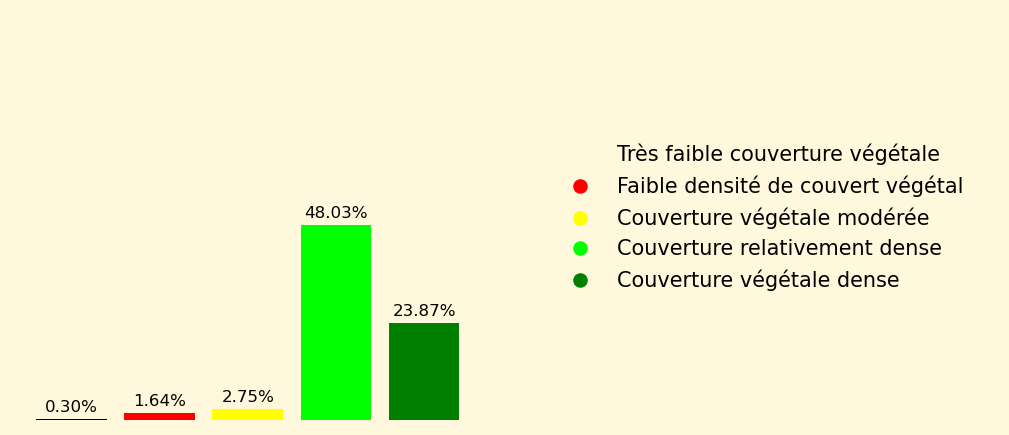 0.30%
1.64%
2.75%
48.03%
23.87%
Très faible couverture végétale
Faible densité de couvert végétal
Couverture végétale modérée
Couverture relativement dense
Couverture végétale dense